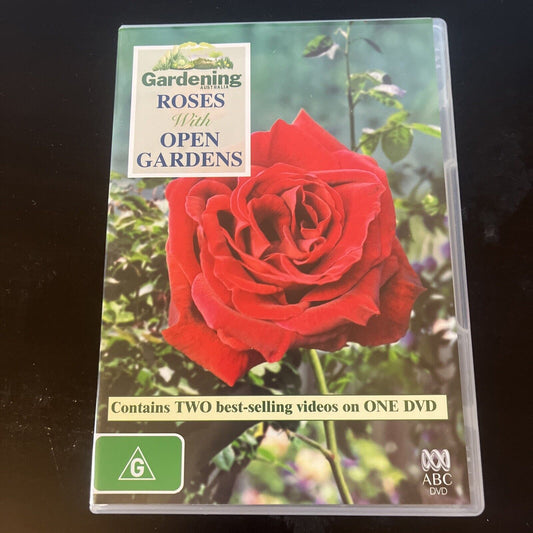 Gardening
AUSTRALIA
ROSES
With
OPEN
GARDENS
Contains TWO best-selling videos on ONE DVD
G
ABC
DVD